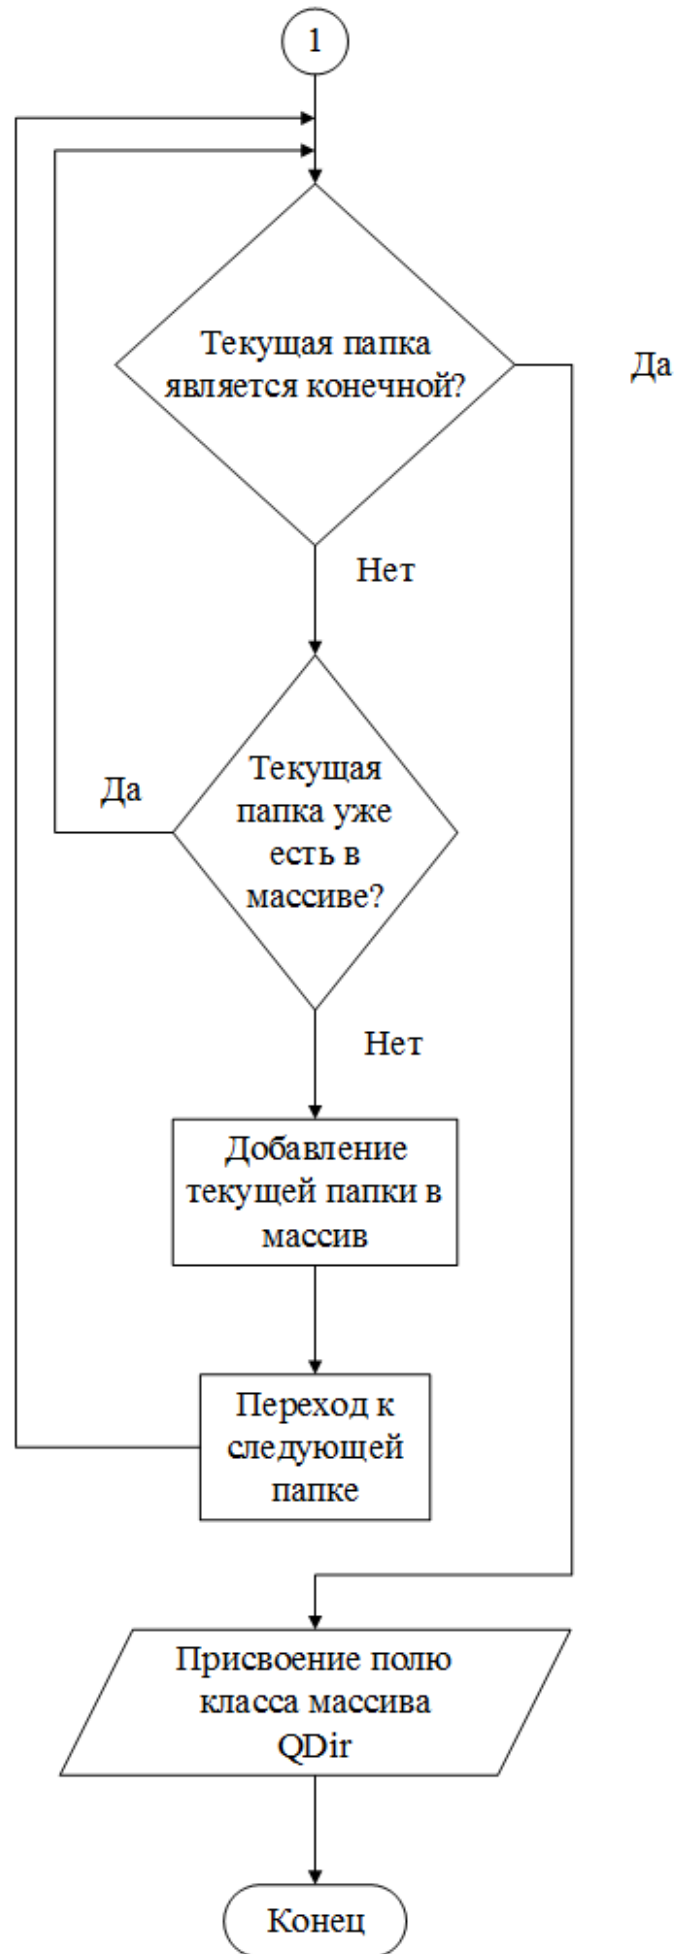 1
Текущая папка
является конечной?
Да
Нет
Текущая
папка уже
есть в
массиве?
Да
Нет
Добавление
текущей папки в
массив
Переход к
следующей
папке
Присвоение полю
класса массива
QDir
Конец